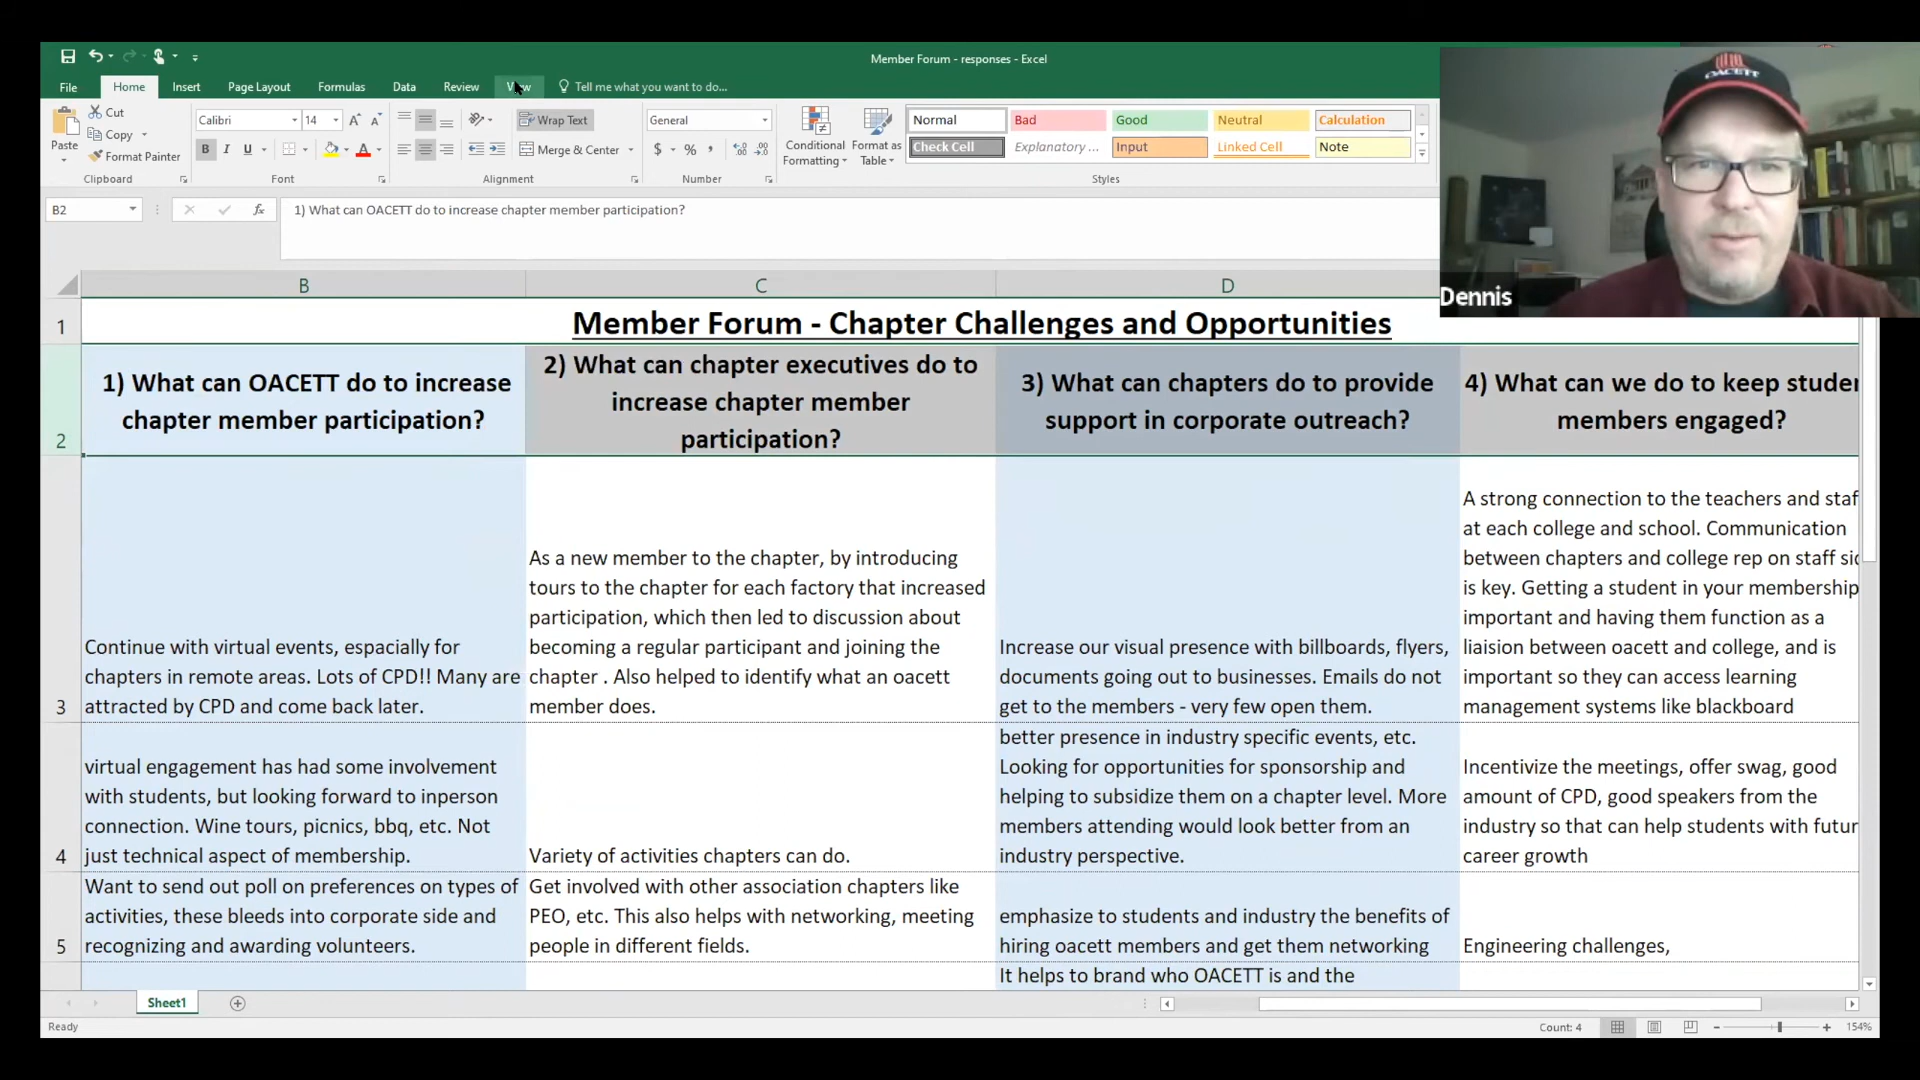 Member Forum - responses - Excel
File Home Insert Page Layout Formulas Data Review View Tell me what you want to do...
OACETT
Cut
Copy
Format Painter
Paste
Clipboard
Calibri 14
B I U
Font
Wrap Text
Merge & Center
Alignment
General
$ % ,
Number
Conditional Formatting
Format as Table
Normal Bad Good Neutral Calculation
Check Cell Explanatory ... Input Linked Cell Note
Styles
B2 fx 1) What can OACETT do to increase chapter member participation?
Dennis
B C D
1 Member Forum - Chapter Challenges and Opportunities
2
1) What can OACETT do to increase
chapter member participation?
2) What can chapter executives do to
increase chapter member
participation?
3) What can chapters do to provide
support in corporate outreach?
4) What can we do to keep studen
members engaged?
3
Continue with virtual events, espacially for
chapters in remote areas. Lots of CPD!! Many are
attracted by CPD and come back later.
As a new member to the chapter, by introducing
tours to the chapter for each factory that increased
participation, which then led to discussion about
becoming a regular participant and joining the
chapter . Also helped to identify what an oacett
member does.
Increase our visual presence with billboards, flyers,
documents going out to businesses. Emails do not
get to the members - very few open them.
A strong connection to the teachers and staf
at each college and school. Communication
between chapters and college rep on staff sid
is key. Getting a student in your membership
important and having them function as a
liaision between oacett and college, and is
important so they can access learning
management systems like blackboard
4
virtual engagement has had some involvement
with students, but looking forward to inperson
connection. Wine tours, picnics, bbq, etc. Not
just technical aspect of membership.
Variety of activities chapters can do.
better presence in industry specific events, etc.
Looking for opportunities for sponsorship and
helping to subsidize them on a chapter level. More
members attending would look better from an
industry perspective.
Incentivize the meetings, offer swag, good
amount of CPD, good speakers from the
industry so that can help students with futur
career growth
5
Want to send out poll on preferences on types of
activities, these bleeds into corporate side and
recognizing and awarding volunteers.
Get involved with other association chapters like
PEO, etc. This also helps with networking, meeting
people in different fields.
emphasize to students and industry the benefits of
hiring oacett members and get them networking
Engineering challenges,
It helps to brand who OACETT is and the
Sheet1
Ready
Count: 4
154%